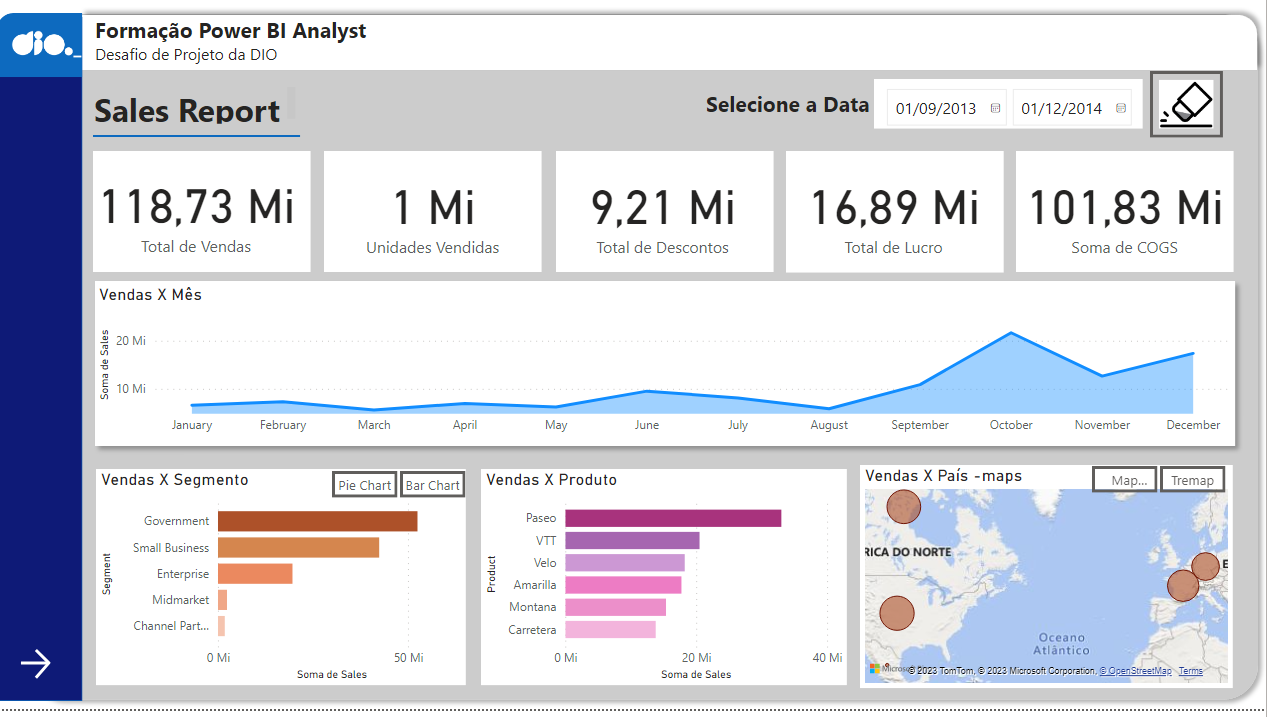 dio._
Formação Power BI Analyst
Desafio de Projeto da DIO
Sales Report
Selecione a Data
01/09/2013
01/12/2014
118,73 Mi
Total de Vendas
1 Mi
Unidades Vendidas
9,21 Mi
Total de Descontos
16,89 Mi
Total de Lucro
101,83 Mi
Soma de COGS
Vendas X Mês
Soma de Sales
20 Mi
10 Mi
January February March April May June July August September October November December
Vendas X Segmento
Pie Chart
Bar Chart
Segment
Government
Small Business
Enterprise
Midmarket
Channel Part...
0 Mi 50 Mi
Soma de Sales
Vendas X Produto
Product
Paseo
VTT
Velo
Amarilla
Montana
Carretera
0 Mi 20 Mi 40 Mi
Soma de Sales
Vendas X País -maps
Map...
Tremap
RICA DO NORTE
E
Oceano
Atlântico
© 2023 TomTom, © 2023 Microsoft Corporation, © OpenStreetMap Terms